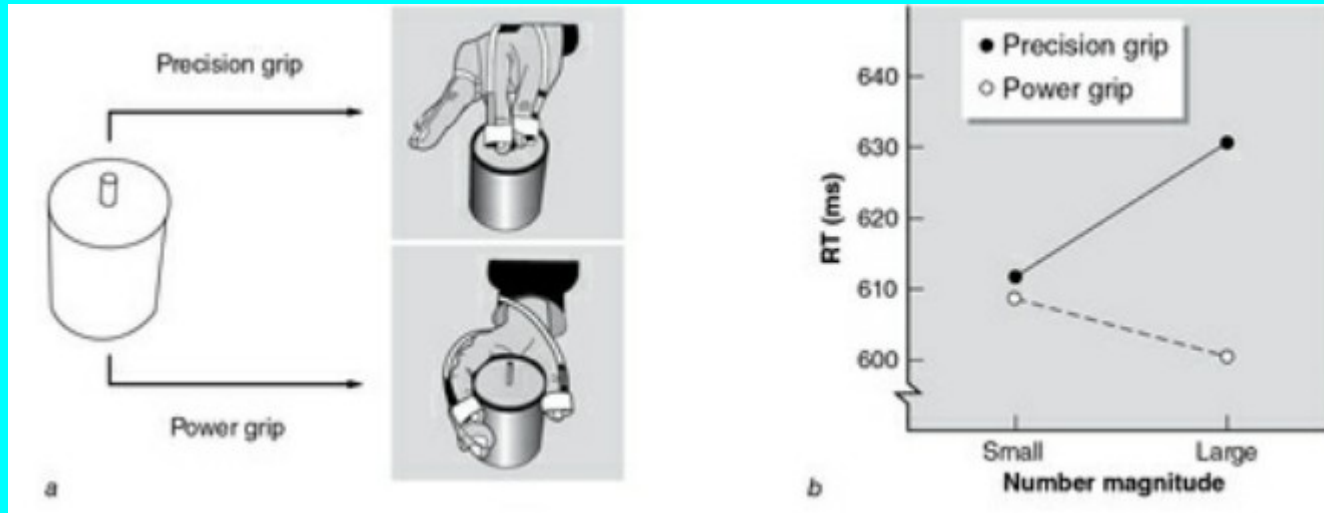 Precision grip
Power grip
a
Precision grip
Power grip
640
630
620
610
600
RT (ms)
Small
Large
Number magnitude
b